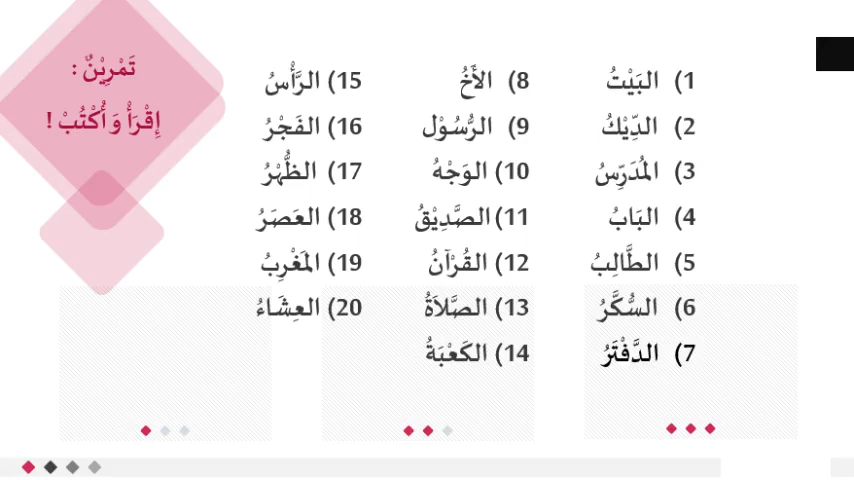 تَمْرِيْنٌ :
إِقْرَأْ وَ أُكْتُبْ !
1) البَيْتُ
2) الدِّيْكُ
3) المُدَرِّسُ
4) البَابُ
5) الطَّالِبُ
6) السُّكَّرُ
7) الدَّفْتَرُ
8) الأَخُ
9) الرُّسُوْل
10) الوَجْهُ
11) الصَّدِيْقُ
12) القُرْآنُ
13) الصَّلاَةُ
14) الكَعْبَةُ
15) الرَّأْسُ
16) الفَجْرُ
17) الظُّهْرُ
18) العَصَرُ
19) المَغْرِبُ
20) العِشَاءُ